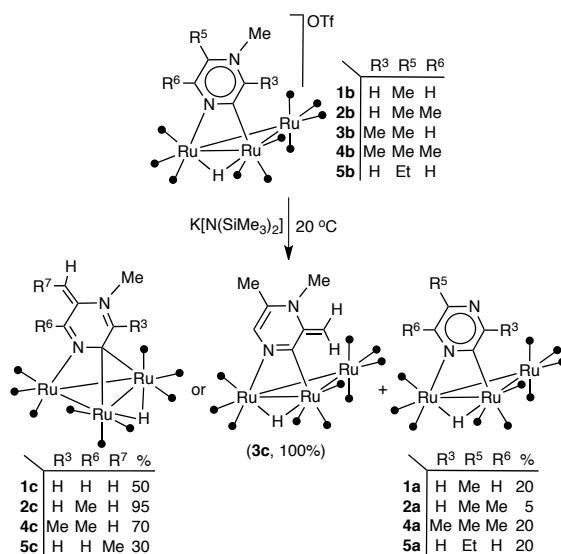 R⁵
Me
N
OTf
R⁶
R³
N
Ru
Ru
Ru
H
R³ R⁵ R⁶
1b H Me H
2b H Me Me
3b Me Me H
4b Me Me Me
5b H Et H
K[N(SiMe₃)₂] 20 °C
H
R⁷
Me
N
R⁶
R³
N
Ru
Ru
Ru
H
or
Me
Me
N
H
H
N
Ru
Ru
Ru
H
(3c, 100%)
+
R⁵
N
R⁶
R³
N
Ru
Ru
Ru
H
R³ R⁶ R⁷ %
1c H H H 50
2c H Me H 95
4c Me Me H 70
5c H H Me 30
R³ R⁵ R⁶ %
1a H Me H 20
2a H Me Me 5
4a Me Me Me 20
5a H Et H 20